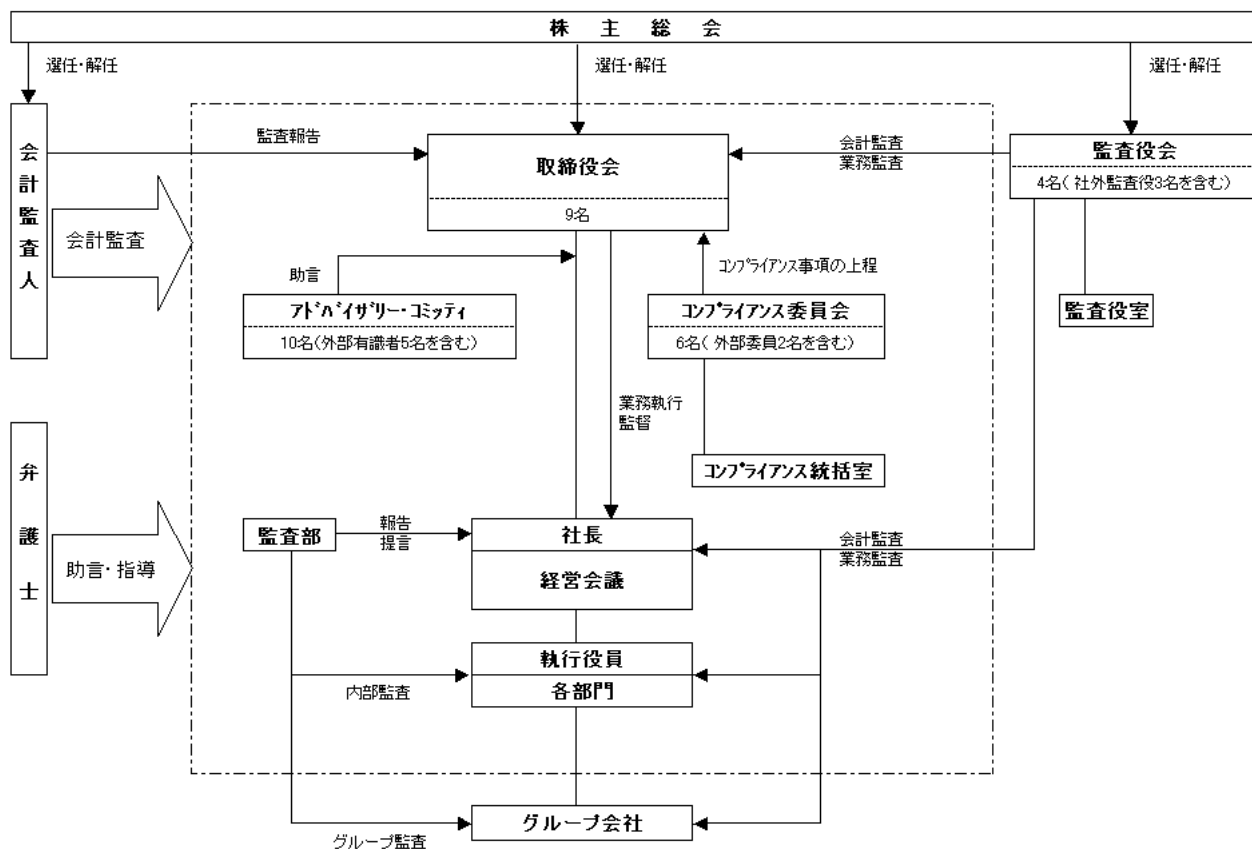 株主総会
選任・解任
選任・解任
選任・解任
会計監査人
監査報告
取締役会
9名
会計監査
業務監査
監査役会
4名(社外監査役3名を含む)
会計監査
助言
コンプライアンス事項の上程
アドバイザリー・コミッティ
10名(外部有識者5名を含む)
コンプライアンス委員会
6名(外部委員2名を含む)
監査役室
業務執行
監督
弁護士
コンプライアンス統括室
監査部
報告
提言
社長
経営会議
会計監査
業務監査
助言・指導
執行役員
各部門
内部監査
グループ会社
グループ監査